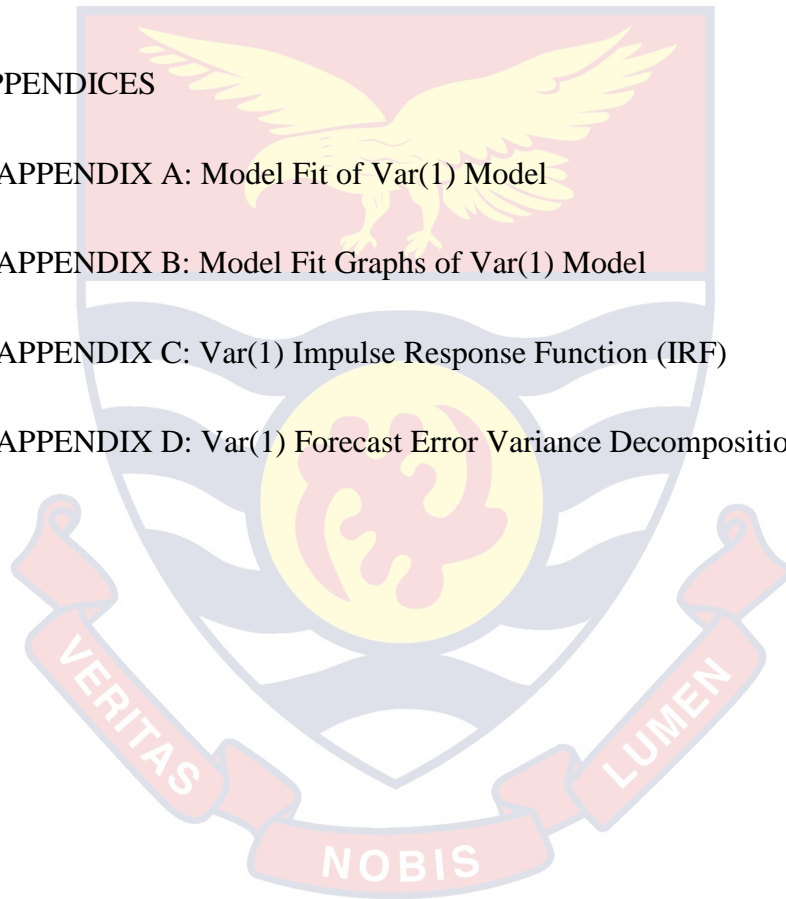 PPENDICES
APPENDIX A: Model Fit of Var(1) Model
APPENDIX B: Model Fit Graphs of Var(1) Model
APPENDIX C: Var(1) Impulse Response Function (IRF)
APPENDIX D: Var(1) Forecast Error Variance Decompositio
VERITAS
NOBIS
LUMEN